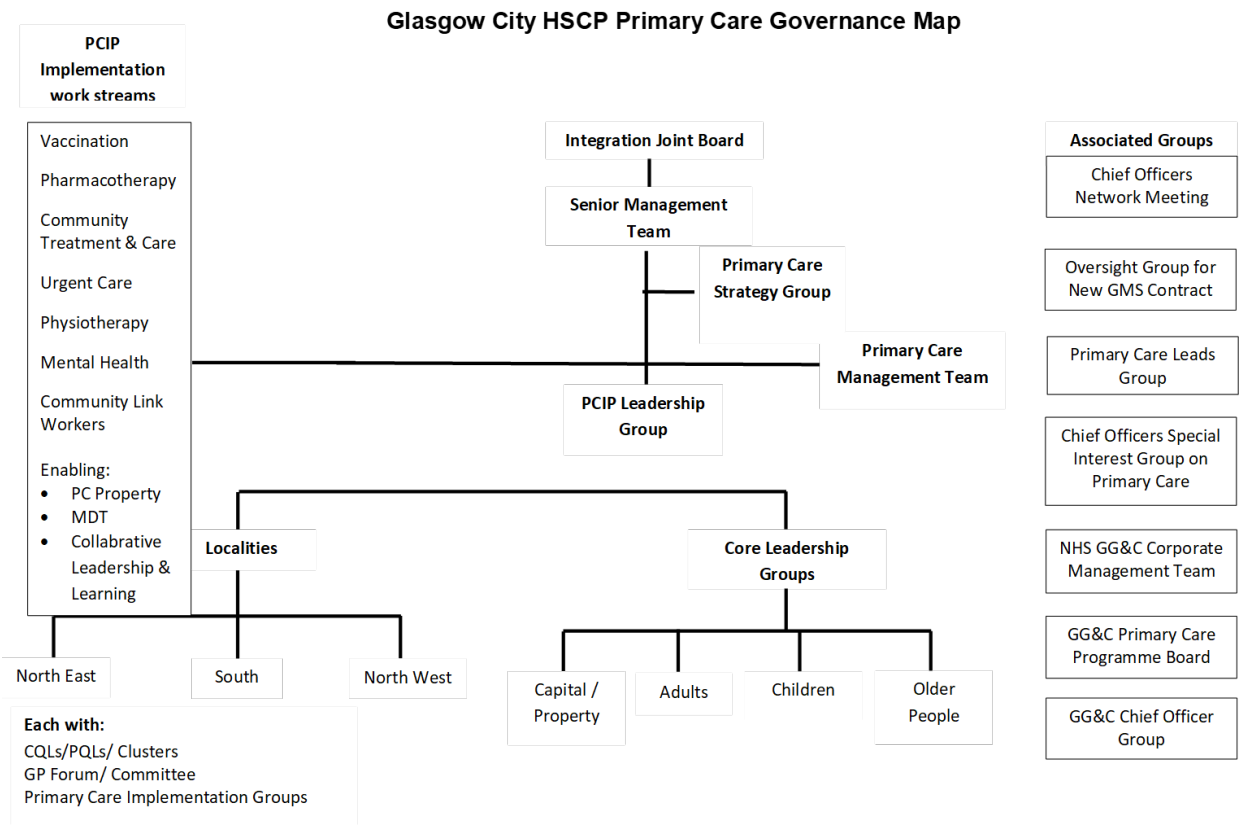 Glasgow City HSCP Primary Care Governance Map
PCIP
Implementation
work streams
Vaccination
Pharmacotherapy
Community
Treatment & Care
Urgent Care
Physiotherapy
Mental Health
Community Link
Workers
Enabling:
• PC Property
• MDT
• Collabrative
Leadership &
Learning
Integration Joint Board
Senior Management
Team
Primary Care
Strategy Group
Primary Care
Management Team
PCIP Leadership
Group
Localities
Core Leadership
Groups
North East
South
North West
Capital /
Property
Adults
Children
Older
People
Each with:
CQLs/PQLs/ Clusters
GP Forum/ Committee
Primary Care Implementation Groups
Associated Groups
Chief Officers
Network Meeting
Oversight Group for
New GMS Contract
Primary Care Leads
Group
Chief Officers Special
Interest Group on
Primary Care
NHS GG&C Corporate
Management Team
GG&C Primary Care
Programme Board
GG&C Chief Officer
Group